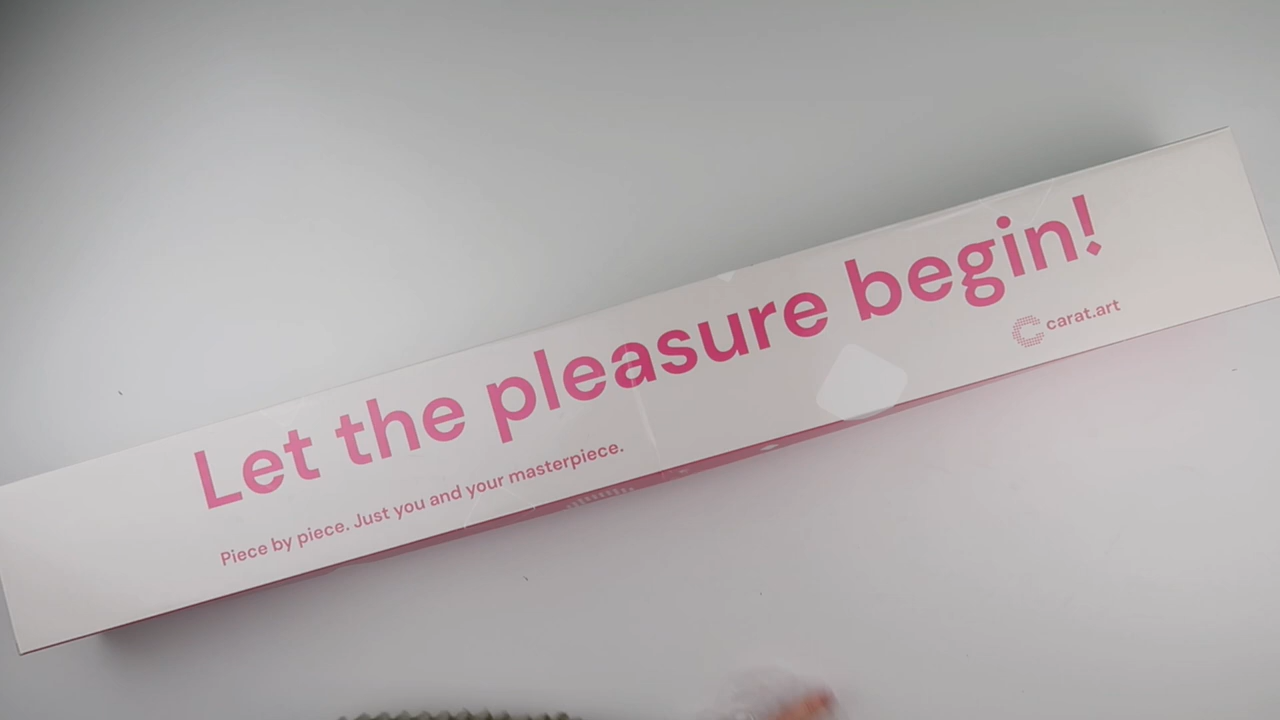 Let the pleasure begin!
carat.art
Piece by piece. Just you and your masterpiece.